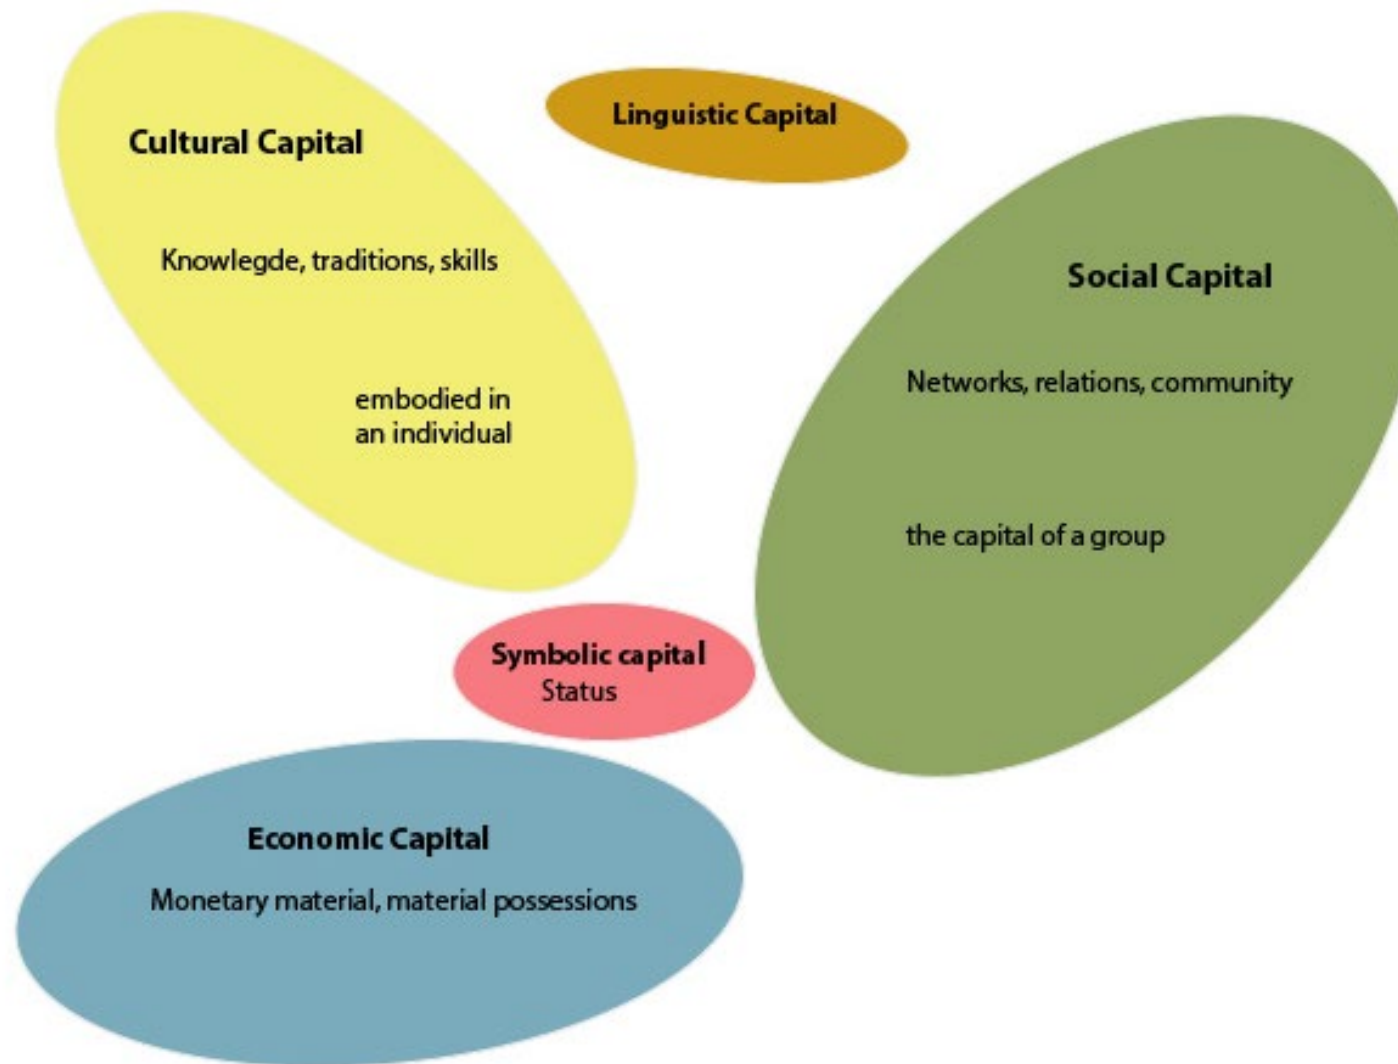 Cultural Capital
Knowlegde, traditions, skills
embodied in
an individual
Linguistic Capital
Social Capital
Networks, relations, community
the capital of a group
Symbolic capital
Status
Economic Capital
Monetary material, material possessions